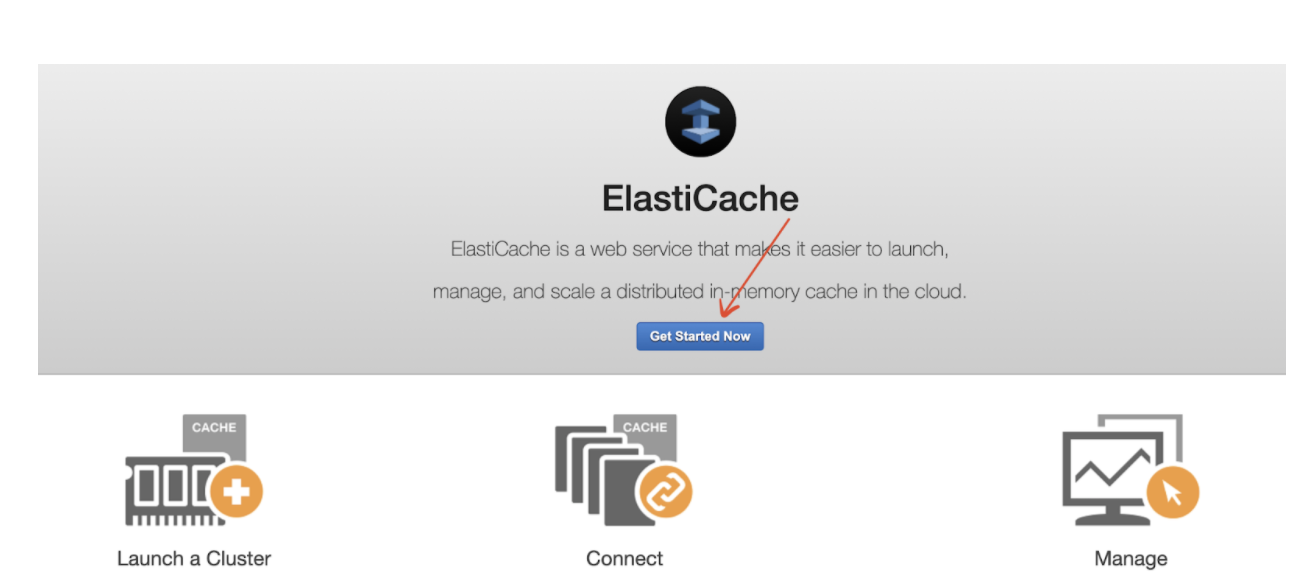 ElastiCache
ElastiCache is a web service that makes it easier to launch,
manage, and scale a distributed in-memory cache in the cloud.
Get Started Now
CACHE
CACHE
Launch a Cluster
Connect
Manage